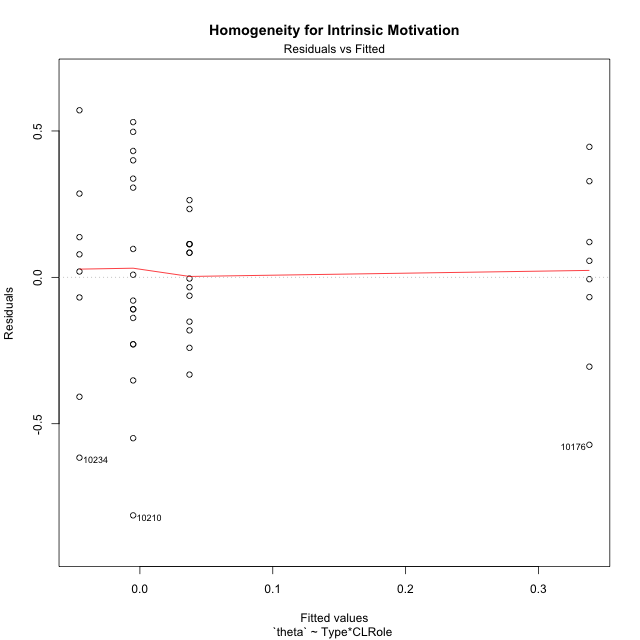 Homogeneity for Intrinsic Motivation
Residuals vs Fitted
Residuals
0.5
0.0
-0.5
10234
10210
10176
0.0 0.1 0.2 0.3
Fitted values
`theta` ~ Type*CLRole